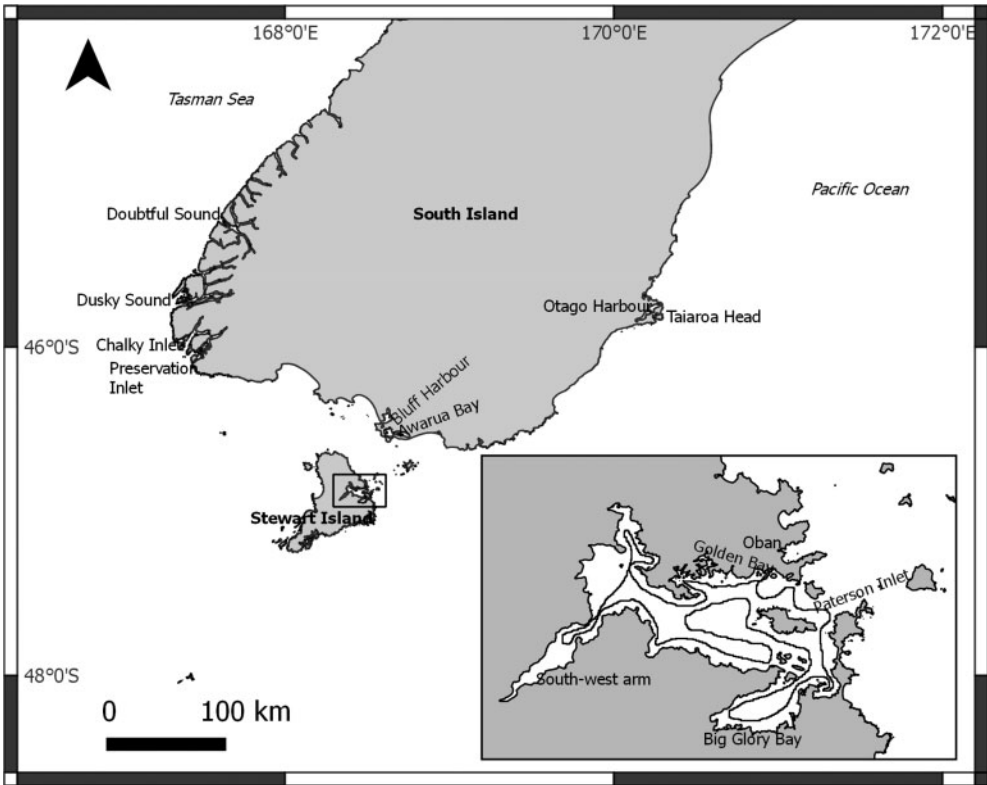 168°0'E
170°0'E
172°0'E
Tasman Sea
Pacific Ocean
Doubtful Sound
South Island
Dusky Sound
Otago Harbour
Taiaroa Head
46°0'S
Chalky Inlet
Preservation
Inlet
Bluff Harbour
Awarua Bay
Stewart Island
Oban
Golden Bay
Paterson Inlet
48°0'S
South-west arm
0
100 km
Big Glory Bay